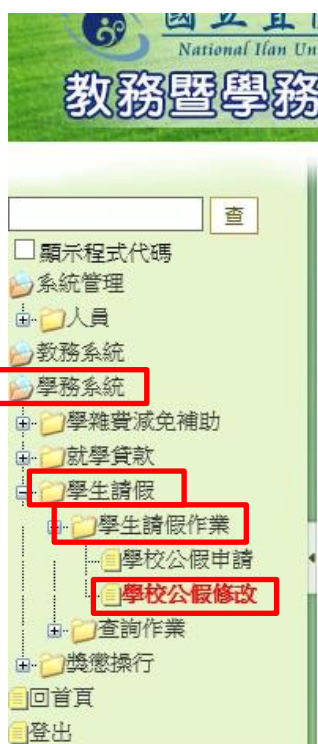 國立宜
National Ilan Un
教務暨學務
查
顯示程式代碼
系統管理
人員
教務系統
學務系統
學雜費減免補助
就學貸款
學生請假
學生請假作業
學校公假申請
學校公假修改
查詢作業
獎懲操行
回首頁
登出